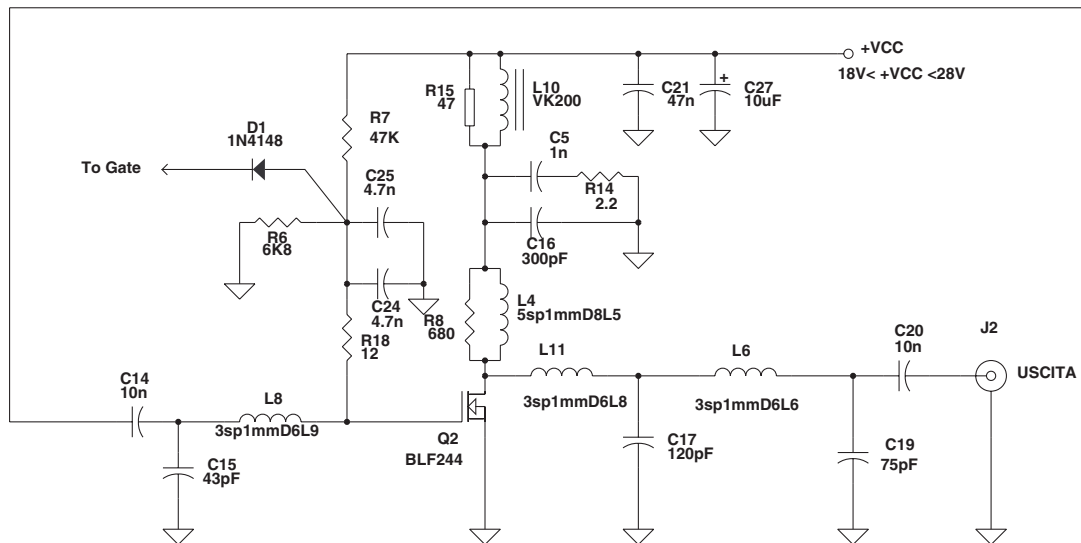 +VCC
18V< +VCC <28V
R15
47
L10
VK200
C21
47n
+
C27
10uF
R7
47K
D1
1N4148
C5
1n
To Gate
C25
4.7n
R14
2.2
R6
6K8
C16
300pF
C24
4.7n
R8
680
L4
5sp1mmD8L5
R18
12
C20
10n
J2
L11
L6
USCITA
C14
10n
L8
3sp1mmD6L9
3sp1mmD6L8
3sp1mmD6L6
Q2
BLF244
C17
120pF
C19
75pF
C15
43pF